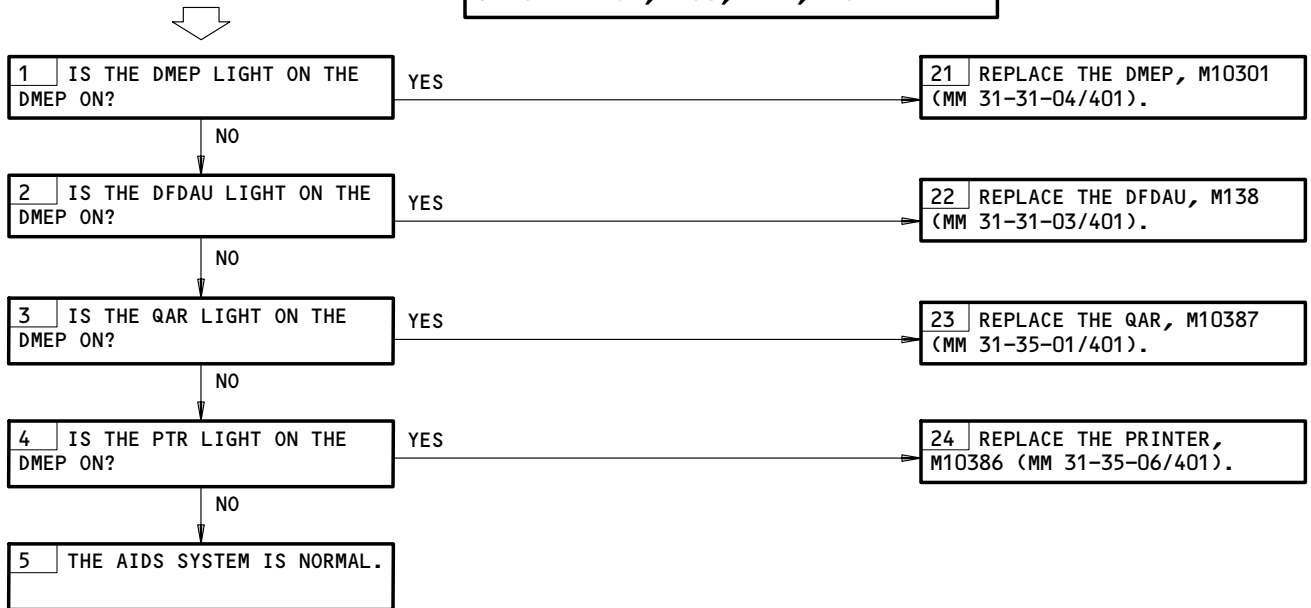 1 IS THE DMEP LIGHT ON THE
DMEP ON?
YES
21 REPLACE THE DMEP, M10301
(MM 31-31-04/401).
NO
2 IS THE DFDAU LIGHT ON THE
DMEP ON?
YES
22 REPLACE THE DFDAU, M138
(MM 31-31-03/401).
NO
3 IS THE QAR LIGHT ON THE
DMEP ON?
YES
23 REPLACE THE QAR, M10387
(MM 31-35-01/401).
NO
4 IS THE PTR LIGHT ON THE
DMEP ON?
YES
24 REPLACE THE PRINTER,
M10386 (MM 31-35-06/401).
NO
5 THE AIDS SYSTEM IS NORMAL.